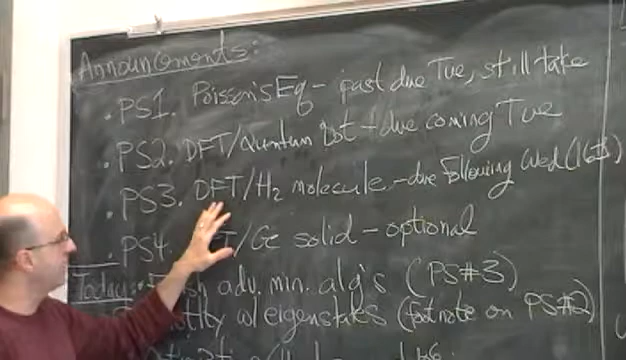 Announcements:
. PS1. Poisson's Eq - past due Tue, still take
. PS2. DFT/Quantum Dot - due coming Tue
. PS3. DFT/H2 molecule - due following Wed (16th)
. PS4. /Ge solid - optional
Today: adv. min. alg's (PS#3)
w/ eigenstates (footnote on PS#2)